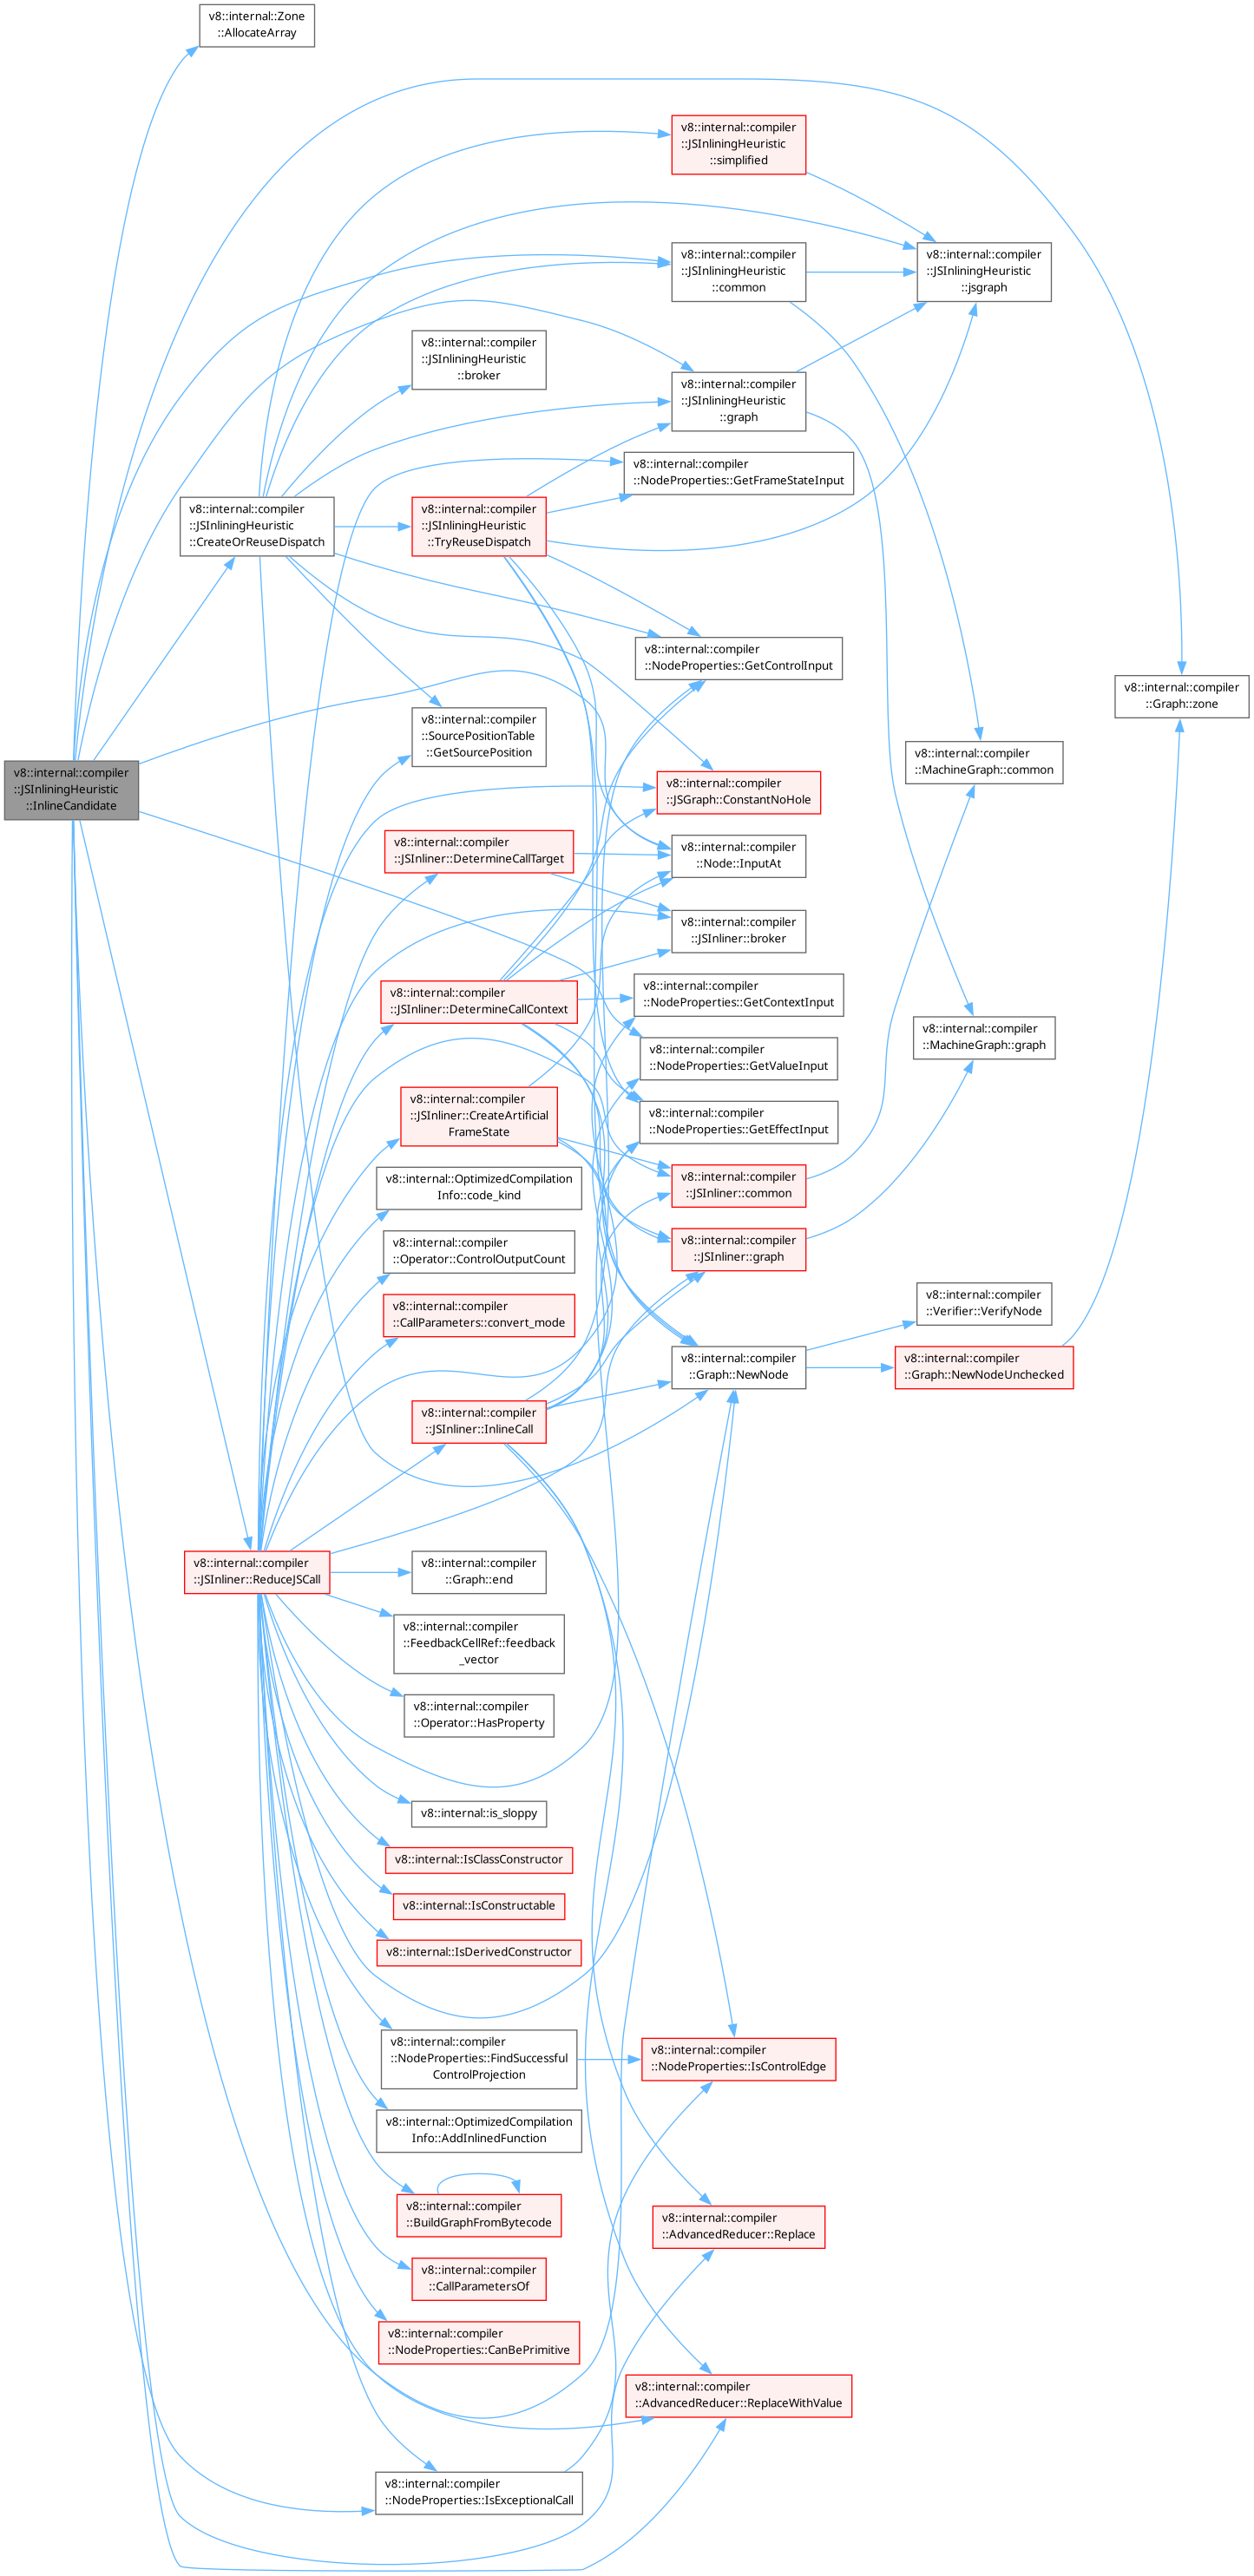 v8::internal::Zone
::AllocateArray
v8::internal::compiler
::JSInliningHeuristic
::simplified
v8::internal::compiler
::JSInliningHeuristic
::common
v8::internal::compiler
::JSInliningHeuristic
::jsgraph
v8::internal::compiler
::JSInliningHeuristic
::broker
v8::internal::compiler
::JSInliningHeuristic
::graph
v8::internal::compiler
::NodeProperties::GetFrameStateInput
v8::internal::compiler
::JSInliningHeuristic
::CreateOrReuseDispatch
v8::internal::compiler
::JSInliningHeuristic
::TryReuseDispatch
v8::internal::compiler
::NodeProperties::GetControlInput
v8::internal::compiler
::Graph::zone
v8::internal::compiler
::SourcePositionTable
::GetSourcePosition
v8::internal::compiler
::MachineGraph::common
v8::internal::compiler
::JSInliningHeuristic
::InlineCandidate
v8::internal::compiler
::JSGraph::ConstantNoHole
v8::internal::compiler
::JSInliner::DetermineCallTarget
v8::internal::compiler
::Node::InputAt
v8::internal::compiler
::JSInliner::broker
v8::internal::compiler
::JSInliner::DetermineCallContext
v8::internal::compiler
::NodeProperties::GetContextInput
v8::internal::compiler
::MachineGraph::graph
v8::internal::compiler
::NodeProperties::GetValueInput
v8::internal::compiler
::JSInliner::CreateArtificial
FrameState
v8::internal::compiler
::NodeProperties::GetEffectInput
v8::internal::OptimizedCompilation
Info::code_kind
v8::internal::compiler
::JSInliner::common
v8::internal::compiler
::Operator::ControlOutputCount
v8::internal::compiler
::JSInliner::graph
v8::internal::compiler
::CallParameters::convert_mode
v8::internal::compiler
::Verifier::VerifyNode
v8::internal::compiler
::Graph::NewNode
v8::internal::compiler
::Graph::NewNodeUnchecked
v8::internal::compiler
::JSInliner::InlineCall
v8::internal::compiler
::JSInliner::ReduceJSCall
v8::internal::compiler
::Graph::end
v8::internal::compiler
::FeedbackCellRef::feedback
_vector
v8::internal::compiler
::Operator::HasProperty
v8::internal::is_sloppy
v8::internal::IsClassConstructor
v8::internal::IsConstructable
v8::internal::IsDerivedConstructor
v8::internal::compiler
::NodeProperties::FindSuccessful
ControlProjection
v8::internal::compiler
::NodeProperties::IsControlEdge
v8::internal::OptimizedCompilation
Info::AddInlinedFunction
v8::internal::compiler
::BuildGraphFromBytecode
v8::internal::compiler
::AdvancedReducer::Replace
v8::internal::compiler
::CallParametersOf
v8::internal::compiler
::NodeProperties::CanBePrimitive
v8::internal::compiler
::AdvancedReducer::ReplaceWithValue
v8::internal::compiler
::NodeProperties::IsExceptionalCall